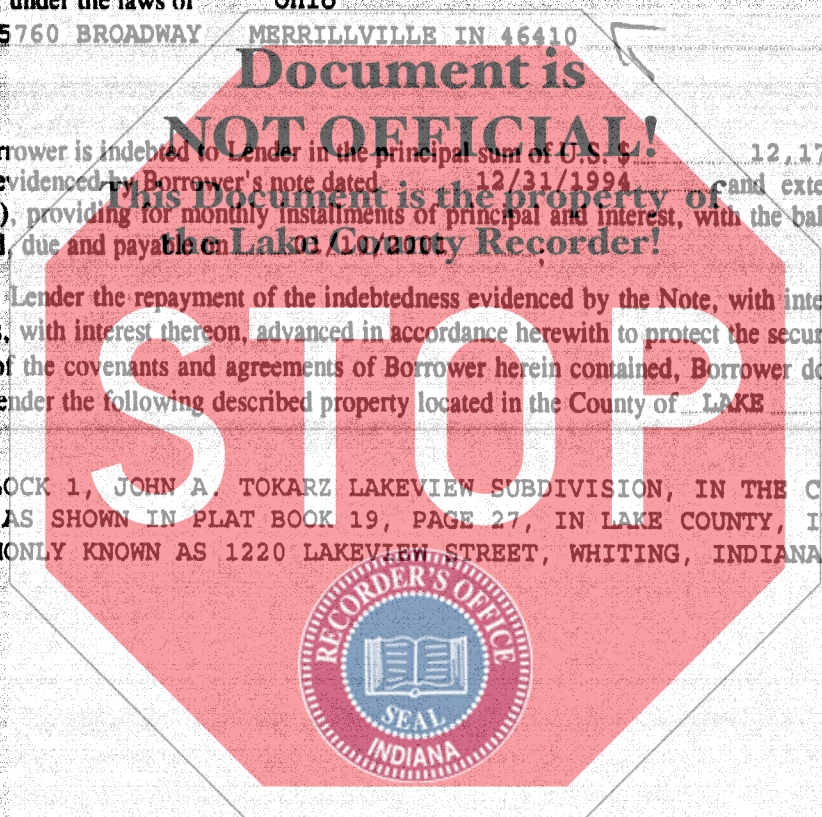 under the laws of Ohio
5760 BROADWAY MERRILLVILLE IN 46410
Document is
NOT OFFICIAL!
rrower is indebted to Lender in the principal sum of U.S. $ 12,17
evidenced by Borrower's note dated 12/31/1994 and exte
This Document is the property of
), providing for monthly installments of principal and interest, with the bal
the Lake County Recorder!
, due and payable on
Lender the repayment of the indebtedness evidenced by the Note, with inte
, with interest thereon, advanced in accordance herewith to protect the secur
of the covenants and agreements of Borrower herein contained, Borrower do
ender the following described property located in the County of LAKE
STOP
OCK 1, JOHN A. TOKARZ LAKEVIEW SUBDIVISION, IN THE C
AS SHOWN IN PLAT BOOK 19, PAGE 27, IN LAKE COUNTY, I
ONLY KNOWN AS 1220 LAKEVIEW STREET, WHITING, INDIANA
RECORDER'S OFFICE
SEAL
INDIANA